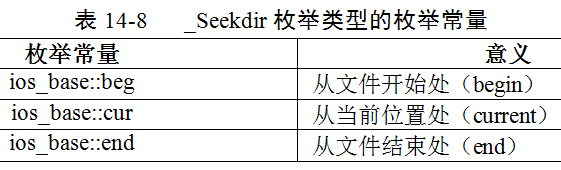 表 14-8 _Seekdir 枚举类型的枚举常量
枚举常量 意义
ios_base::beg 从文件开始处（begin）
ios_base::cur 从当前位置处（current）
ios_base::end 从文件结束处（end）